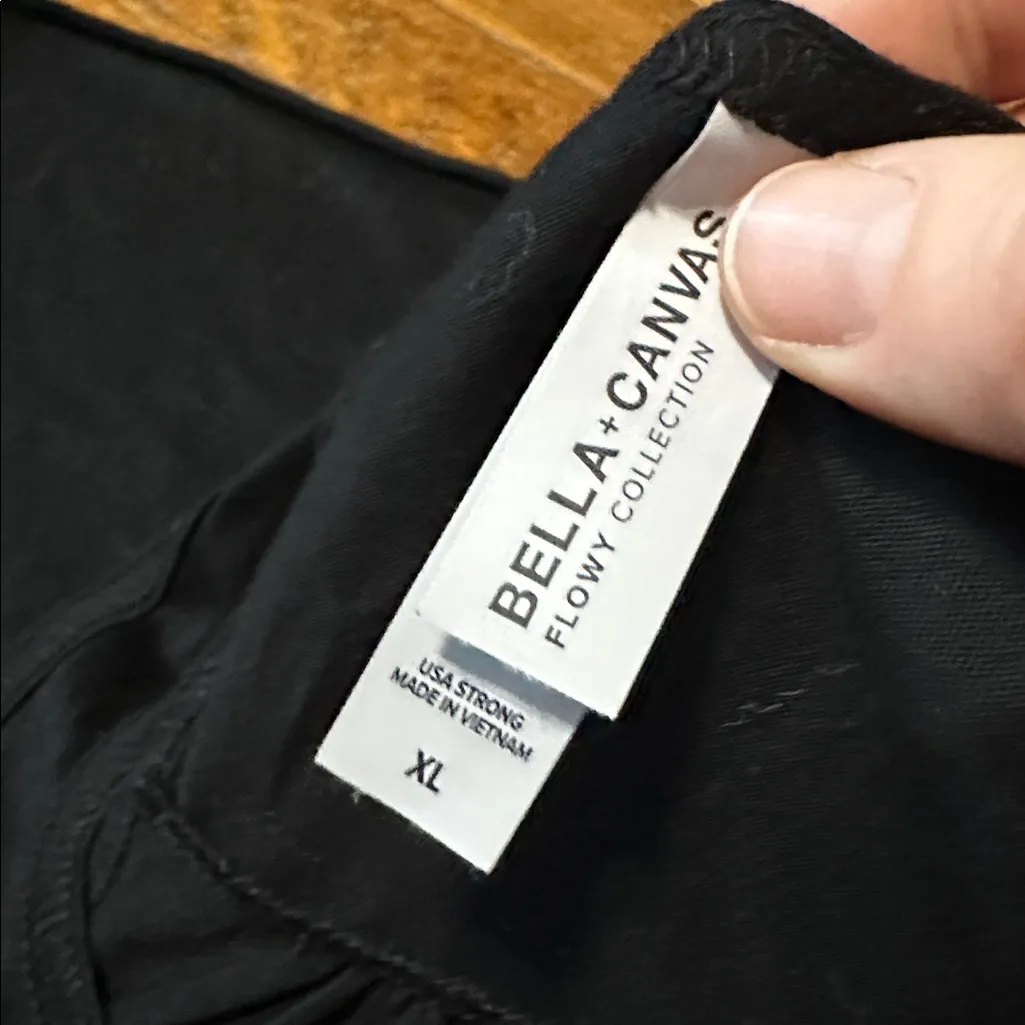 BELLA+CANVAS
FLOWY COLLECTION
USA STRONG
MADE IN VIETNAM
XL